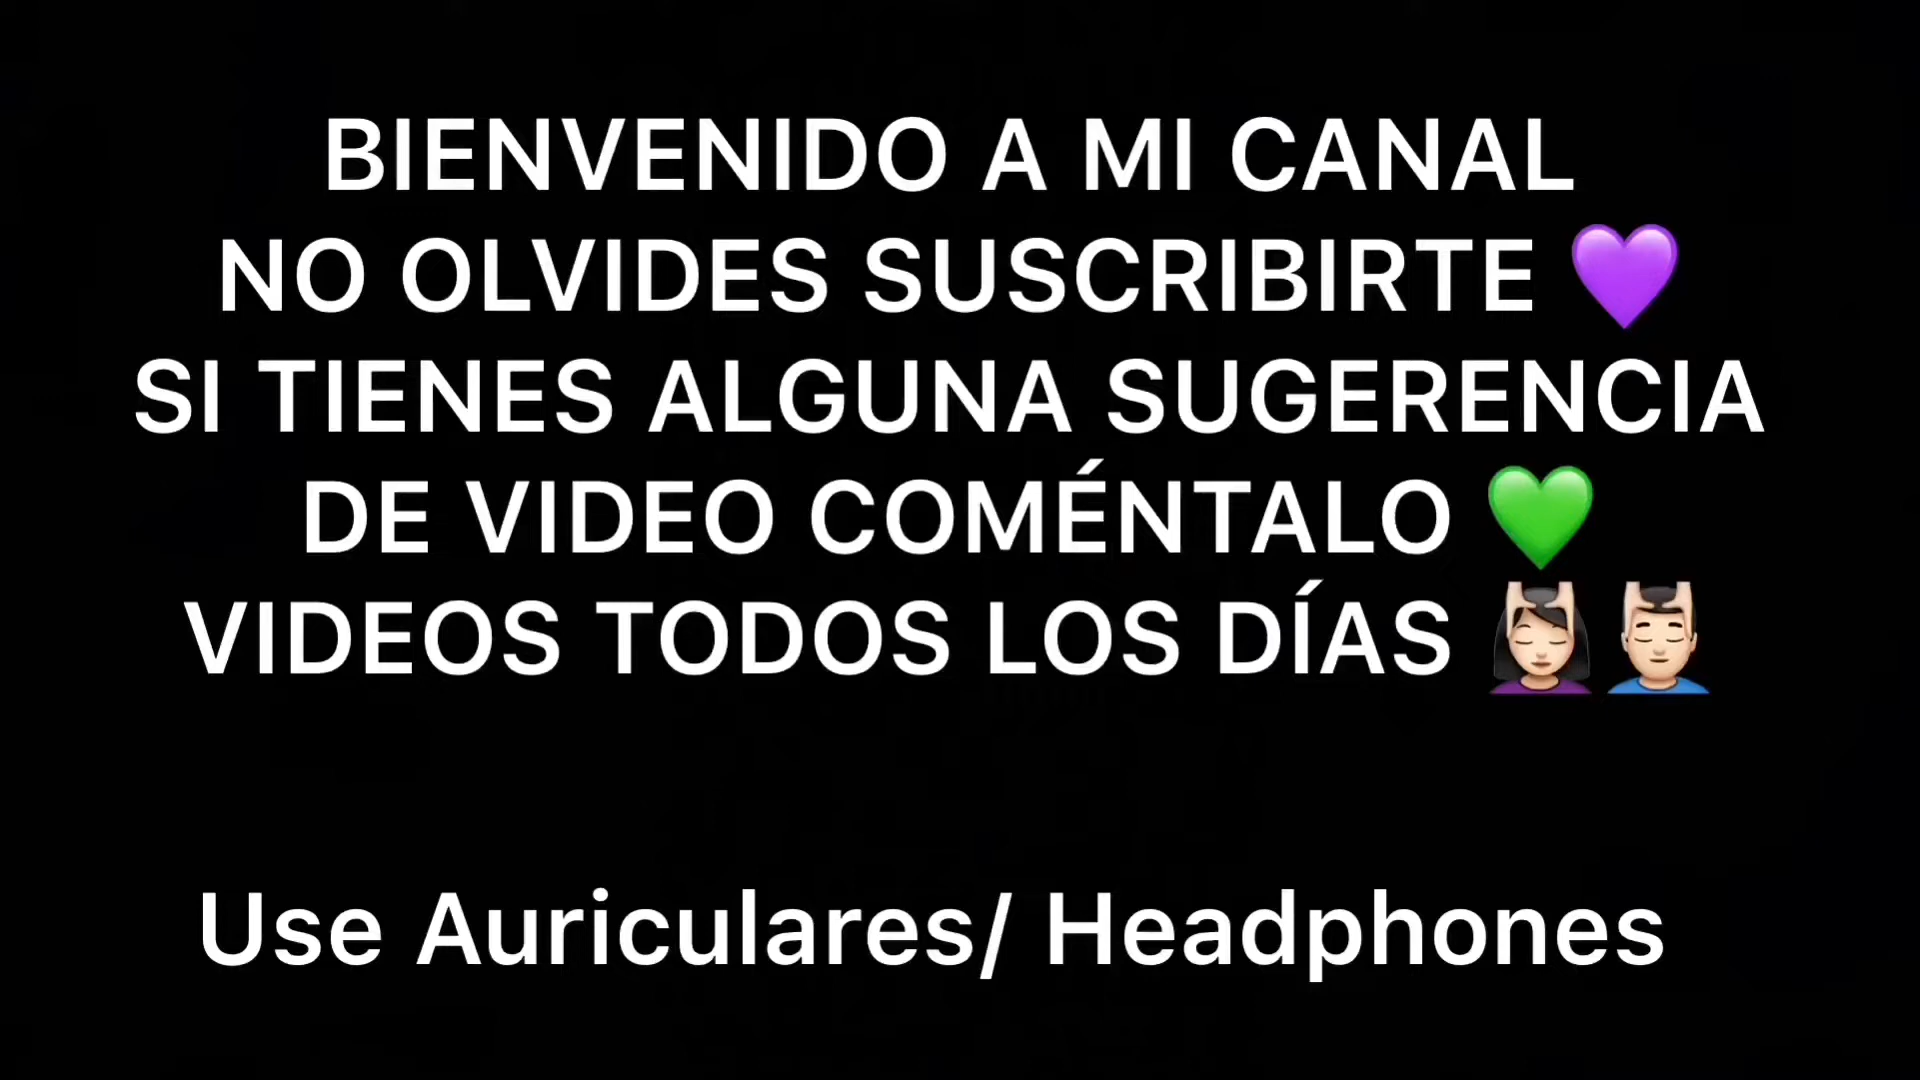 BIENVENIDO A MI CANAL
NO OLVIDES SUSCRIBIRTE 💜
SI TIENES ALGUNA SUGERENCIA
DE VIDEO COMÉNTALO 💚
VIDEOS TODOS LOS DÍAS 💆🏻‍♀️💆🏻‍♂️
Use Auriculares/ Headphones